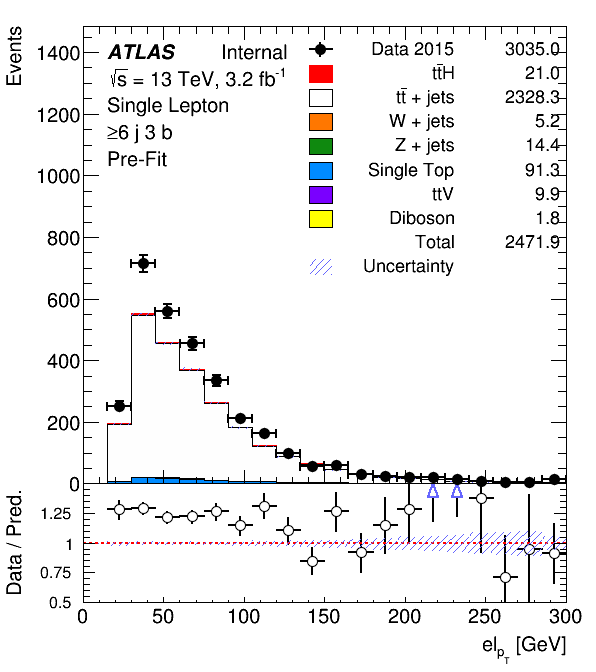 Events
1400
1200
1000
800
600
400
200
0
ATLAS Internal
√s = 13 TeV, 3.2 fb⁻¹
Single Lepton
≥6 j 3 b
Pre-Fit
Data 2015 3035.0
tt̄H 21.0
tt̄ + jets 2328.3
W + jets 5.2
Z + jets 14.4
Single Top 91.3
ttV 9.9
Diboson 1.8
Total 2471.9
Uncertainty
Data / Pred.
1.25
1
0.75
0.5
0 50 100 150 200 250 300
el_pT [GeV]